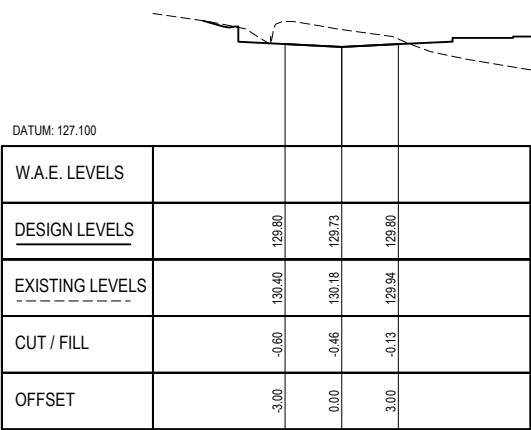 DATUM: 127.100
W.A.E. LEVELS
DESIGN LEVELS 129.80 129.73 129.80
EXISTING LEVELS 130.40 130.18 129.94
CUT / FILL -0.60 -0.46 -0.13
OFFSET -3.00 0.00 3.00